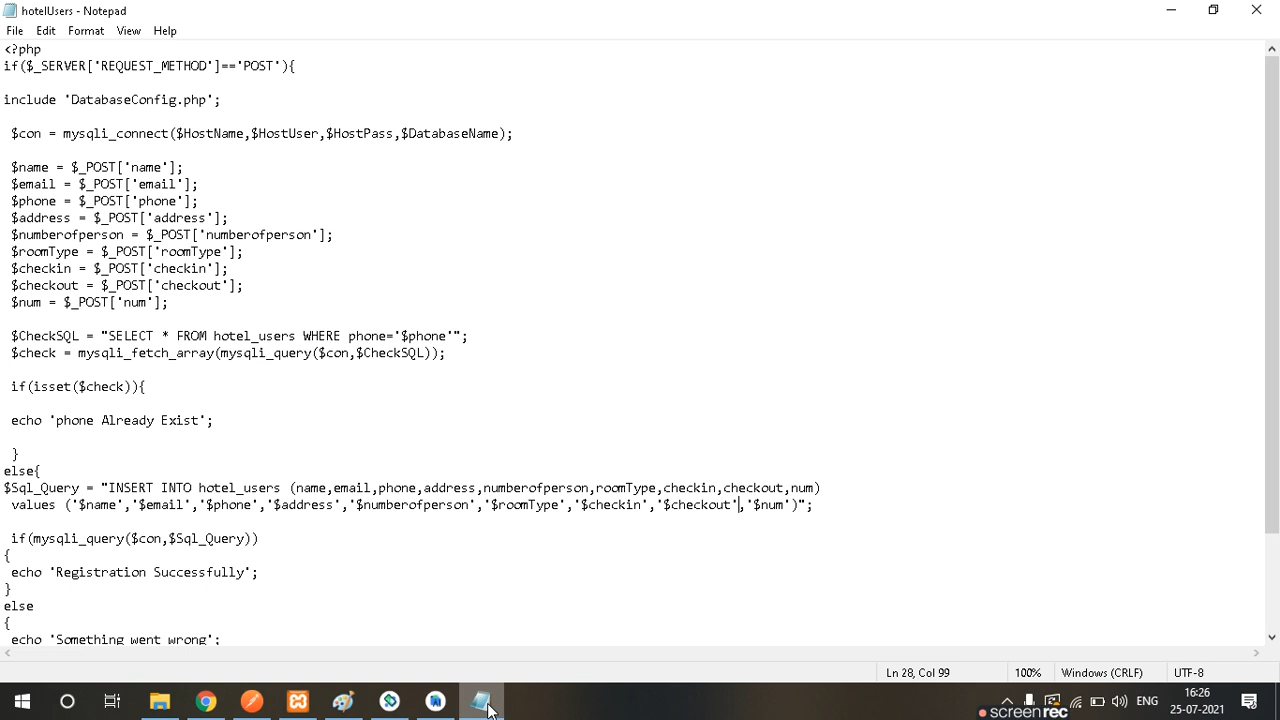 hotelUsers - Notepad
File Edit Format View Help
<?php
if($_SERVER['REQUEST_METHOD']=='POST'){
include 'DatabaseConfig.php';
$con = mysqli_connect($HostName,$HostUser,$HostPass,$DatabaseName);
$name = $_POST['name'];
$email = $_POST['email'];
$phone = $_POST['phone'];
$address = $_POST['address'];
$numberofperson = $_POST['numberofperson'];
$roomType = $_POST['roomType'];
$checkin = $_POST['checkin'];
$checkout = $_POST['checkout'];
$num = $_POST['num'];
$CheckSQL = "SELECT * FROM hotel_users WHERE phone='$phone'";
$check = mysqli_fetch_array(mysqli_query($con,$CheckSQL));
if(isset($check)){
echo 'phone Already Exist';
}
else{
$Sql_Query = "INSERT INTO hotel_users (name,email,phone,address,numberofperson,roomType,checkin,checkout,num)
values ('$name','$email','$phone','$address','$numberofperson','$roomType','$checkin','$checkout','$num')";
if(mysqli_query($con,$Sql_Query))
{
echo 'Registration Successfully';
}
else
{
echo 'Something went wrong';
Ln 28, Col 99 100% Windows (CRLF) UTF-8
ENG
16:26
25-07-2021
screenrec